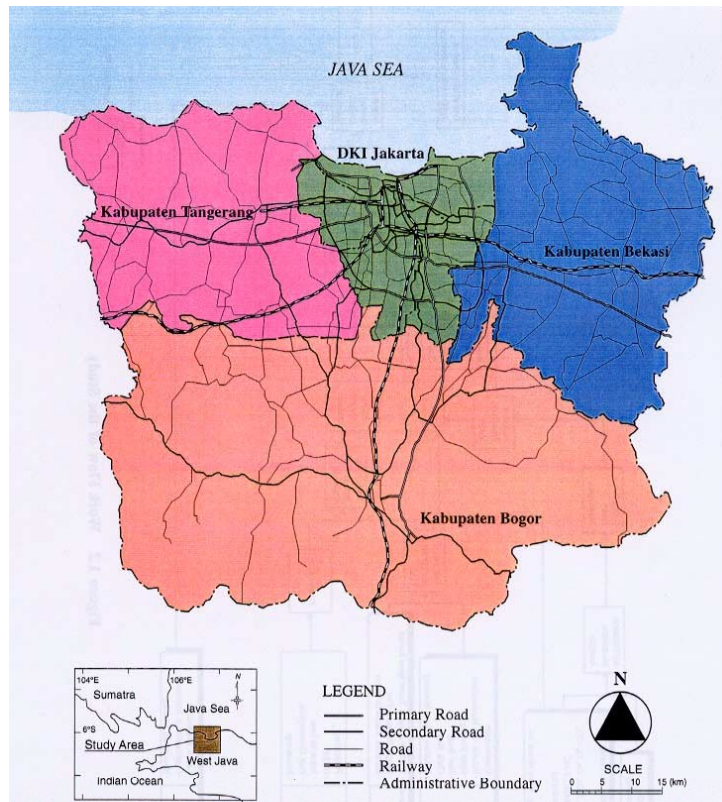 JAVA SEA
DKI Jakarta
Kabupaten Tangerang
Kabupaten Bekasi
Kabupaten Bogor
104°E
106°E
N
Sumatra
Java Sea
6°S
Study Area
West Java
Indian Ocean
LEGEND
Primary Road
Secondary Road
Road
Railway
Administrative Boundary
N
SCALE
0 5 10 15 (km)